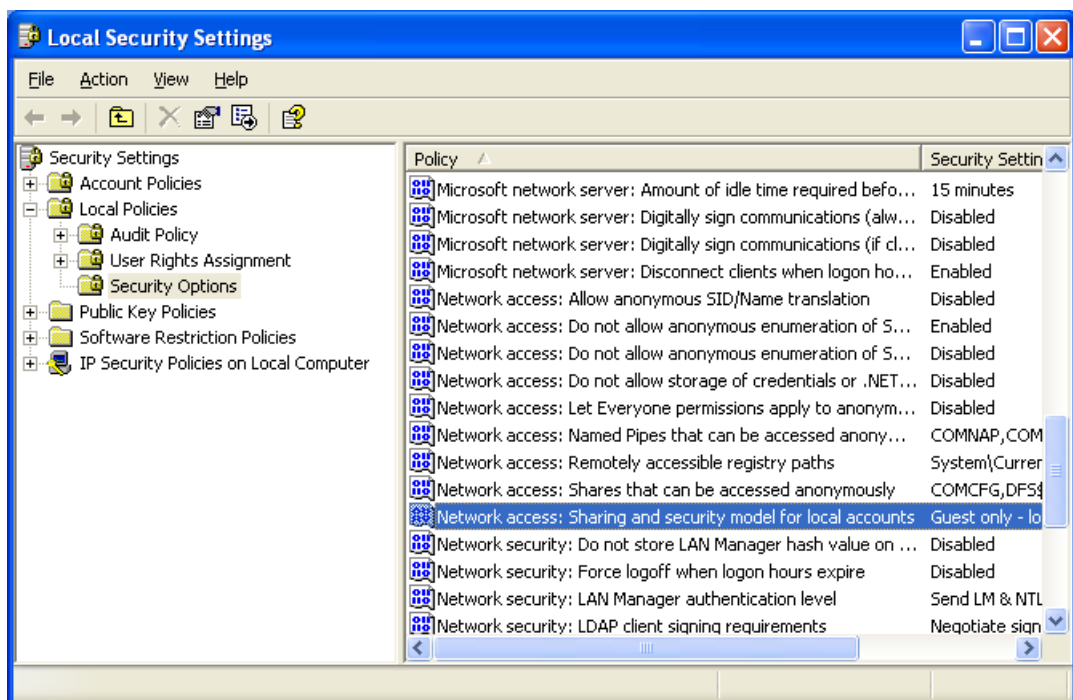 Local Security Settings
File Action View Help
Security Settings
Account Policies
Local Policies
Audit Policy
User Rights Assignment
Security Options
Public Key Policies
Software Restriction Policies
IP Security Policies on Local Computer
Policy Security Settin
Microsoft network server: Amount of idle time required befo... 15 minutes
Microsoft network server: Digitally sign communications (alw... Disabled
Microsoft network server: Digitally sign communications (if cl... Disabled
Microsoft network server: Disconnect clients when logon ho... Enabled
Network access: Allow anonymous SID/Name translation Disabled
Network access: Do not allow anonymous enumeration of S... Enabled
Network access: Do not allow anonymous enumeration of S... Disabled
Network access: Do not allow storage of credentials or .NET... Disabled
Network access: Let Everyone permissions apply to anonym... Disabled
Network access: Named Pipes that can be accessed anony... COMNAP,COM
Network access: Remotely accessible registry paths System\Currer
Network access: Shares that can be accessed anonymously COMCFG,DFS$
Network access: Sharing and security model for local accounts Guest only - lo
Network security: Do not store LAN Manager hash value on ... Disabled
Network security: Force logoff when logon hours expire Disabled
Network security: LAN Manager authentication level Send LM & NTL
Network security: LDAP client signing requirements Negotiate sign